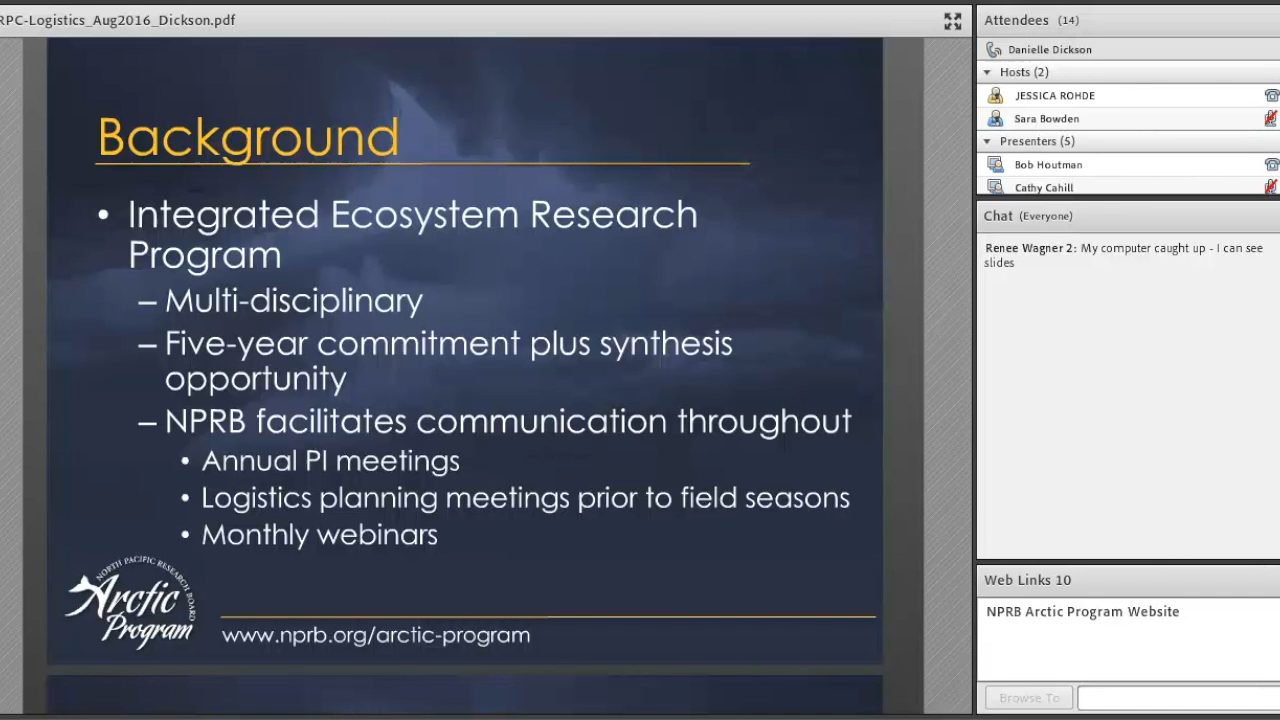 RPC-Logistics_Aug2016_Dickson.pdf
Background
• Integrated Ecosystem Research
Program
– Multi-disciplinary
– Five-year commitment plus synthesis
opportunity
– NPRB facilitates communication throughout
• Annual PI meetings
• Logistics planning meetings prior to field seasons
• Monthly webinars
NORTH PACIFIC RESEARCH BOARD
Arctic
Program
www.nprb.org/arctic-program
Attendees (14)
Danielle Dickson
Hosts (2)
JESSICA ROHDE
Sara Bowden
Presenters (5)
Bob Houtman
Cathy Cahill
Chat (Everyone)
Renee Wagner 2: My computer caught up - I can see
slides
Web Links 10
NPRB Arctic Program Website
Browse To